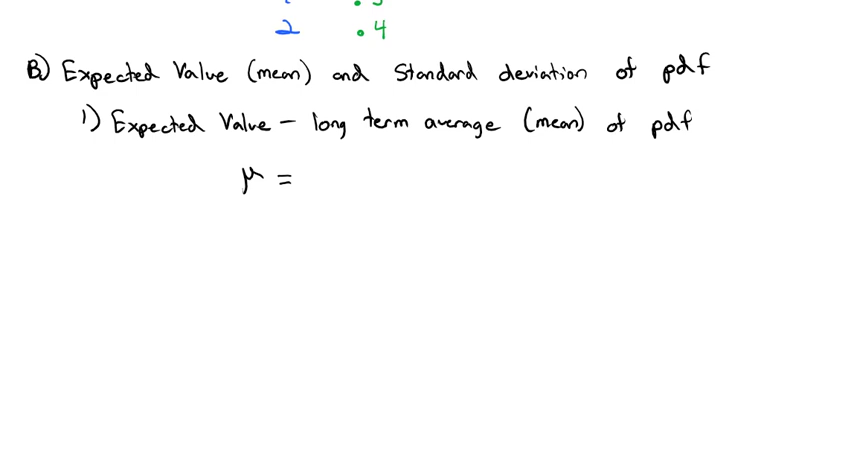 2 .4
B) Expected Value (mean) and Standard deviation of pdf
1) Expected Value – long term average (mean) of pdf
μ =